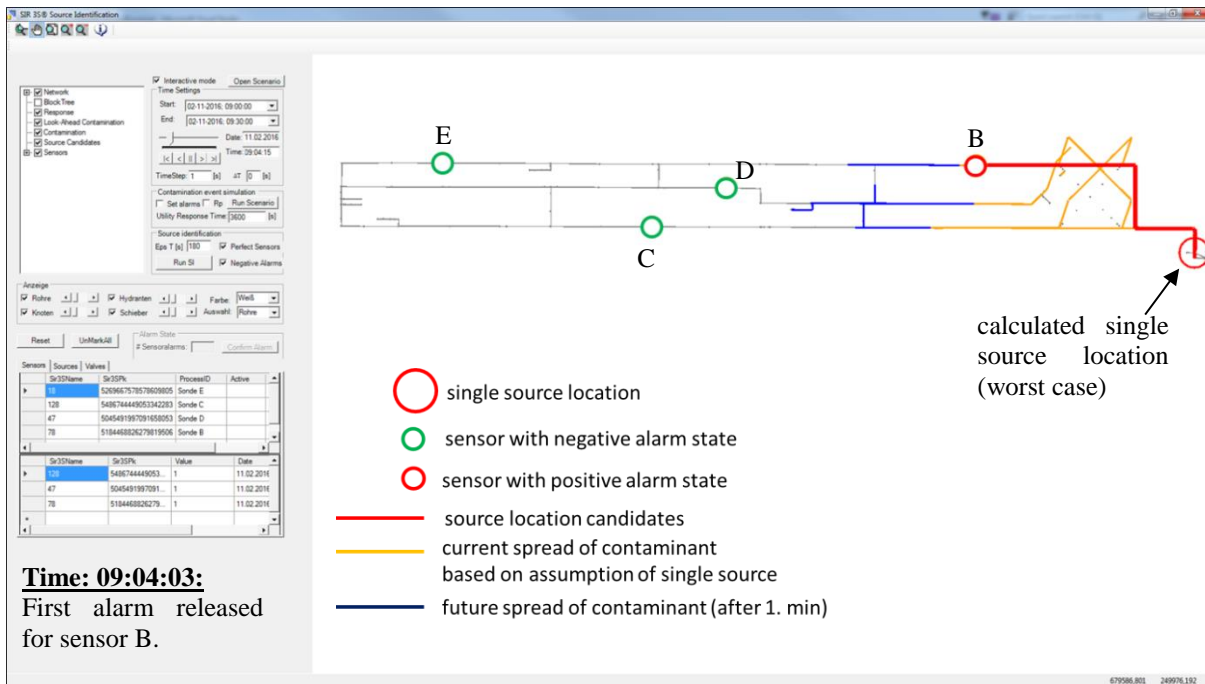 SIR 3S® Source Identification
Interactive mode Open Scenario
Network
Block Tree
Response
Look-Ahead Contamination
Contamination
Source Candidates
Sensors
Time Settings
Start: 02-11-2016, 09:00:00
End: 02-11-2016, 09:30:00
Date: 11.02.2016
Time: 09:04:15
|< < || > >|
TimeStep: 1 [s] ΔT 0 [s]
Contamination event simulation
Set alarms Rp Run Scenario
Utility Response Time: 3600 [s]
Source identification
Eps T [s] 180 Perfect Sensors
Run SI Negative Alarms
Anzeige
Rohre Hydranten Farbe: Weiß
Knoten Schieber Auswahl: Rohre
Reset UnMarkAll
Alarm State
# Sensoralarms: Confirm Alarm
Sensors Sources Valves
Sir3SName Sir3SPk ProcessID Active
18 5269667578578609805 Sonde E
128 5486744449053342283 Sonde C
47 5045491997091658053 Sonde D
78 5184468826279819506 Sonde B
Sir3SName Sir3SPk Value Date
128 5486744449053... 1 11.02.2016
47 5045491997091... 1 11.02.2016
78 5184468826279... 1 11.02.2016
Time: 09:04:03:
First alarm released
for sensor B.
E
B
D
C
calculated single
source location
(worst case)
single source location
sensor with negative alarm state
sensor with positive alarm state
source location candidates
current spread of contaminant
based on assumption of single source
future spread of contaminant (after 1. min)
679586,801 249976,192